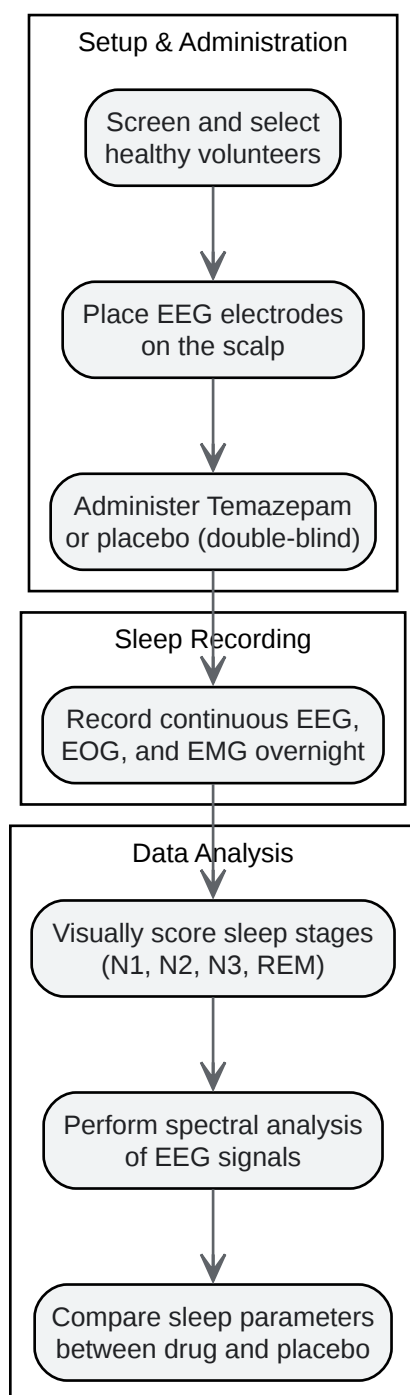 Setup & Administration
Screen and select
healthy volunteers
Place EEG electrodes
on the scalp
Administer Temazepam
or placebo (double-blind)
Sleep Recording
Record continuous EEG,
EOG, and EMG overnight
Data Analysis
Visually score sleep stages
(N1, N2, N3, REM)
Perform spectral analysis
of EEG signals
Compare sleep parameters
between drug and placebo